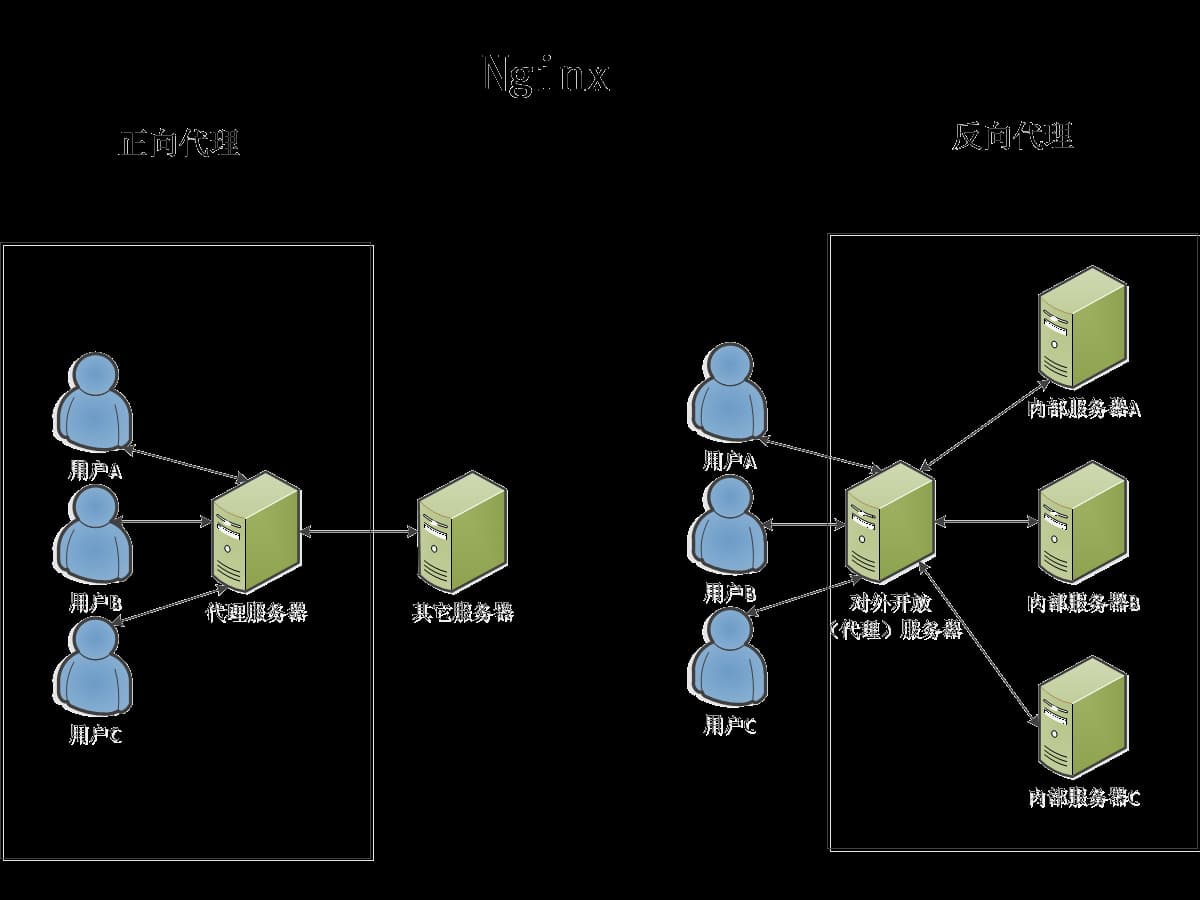 Nginx
正向代理
反向代理
用户A
用户B
用户C
代理服务器
其它服务器
用户A
用户B
用户C
对外开放
（代理）服务器
内部服务器A
内部服务器B
内部服务器C